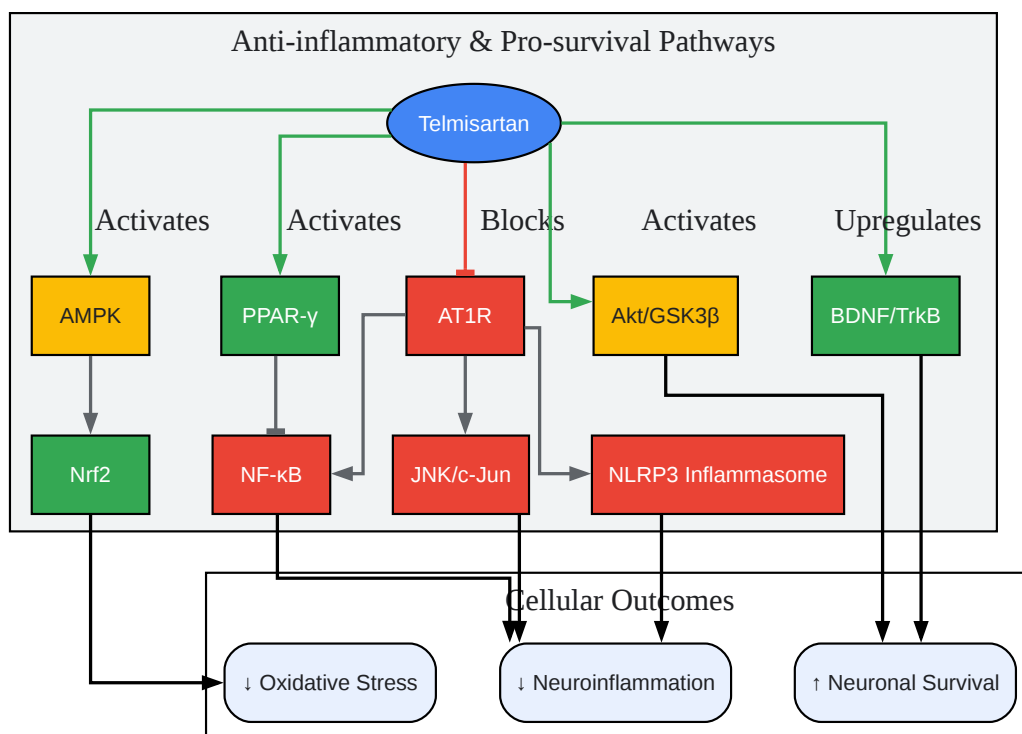 Anti-inflammatory & Pro-survival Pathways
Telmisartan
Activates
Activates
Blocks
Activates
Upregulates
AMPK
PPAR-γ
AT1R
Akt/GSK3β
BDNF/TrkB
Nrf2
NF-κB
JNK/c-Jun
NLRP3 Inflammasome
Cellular Outcomes
↓ Oxidative Stress
↓ Neuroinflammation
↑ Neuronal Survival